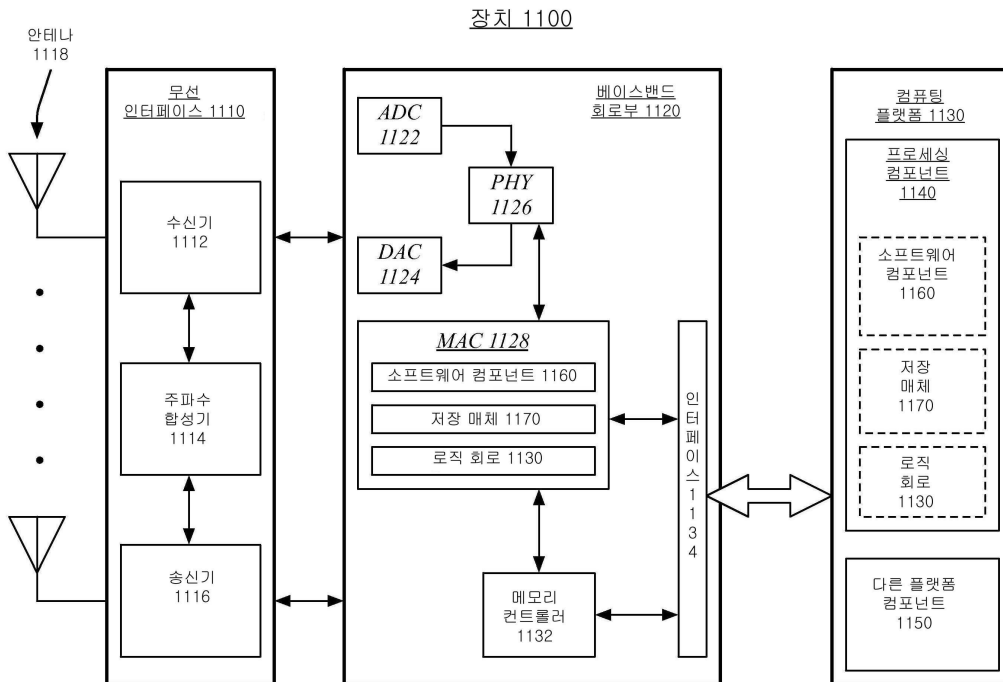 장치 1100
안테나
1118
무선
인터페이스 1110
수신기
1112
주파수
합성기
1114
송신기
1116
베이스밴드
회로부 1120
ADC
1122
PHY
1126
DAC
1124
MAC 1128
소프트웨어 컴포넌트 1160
저장 매체 1170
로직 회로 1130
메모리
컨트롤러
1132
인터페이스 1134
컴퓨팅
플랫폼 1130
프로세싱
컴포넌트
1140
소프트웨어
컴포넌트
1160
저장
매체
1170
로직
회로
1130
다른 플랫폼
컴포넌트
1150